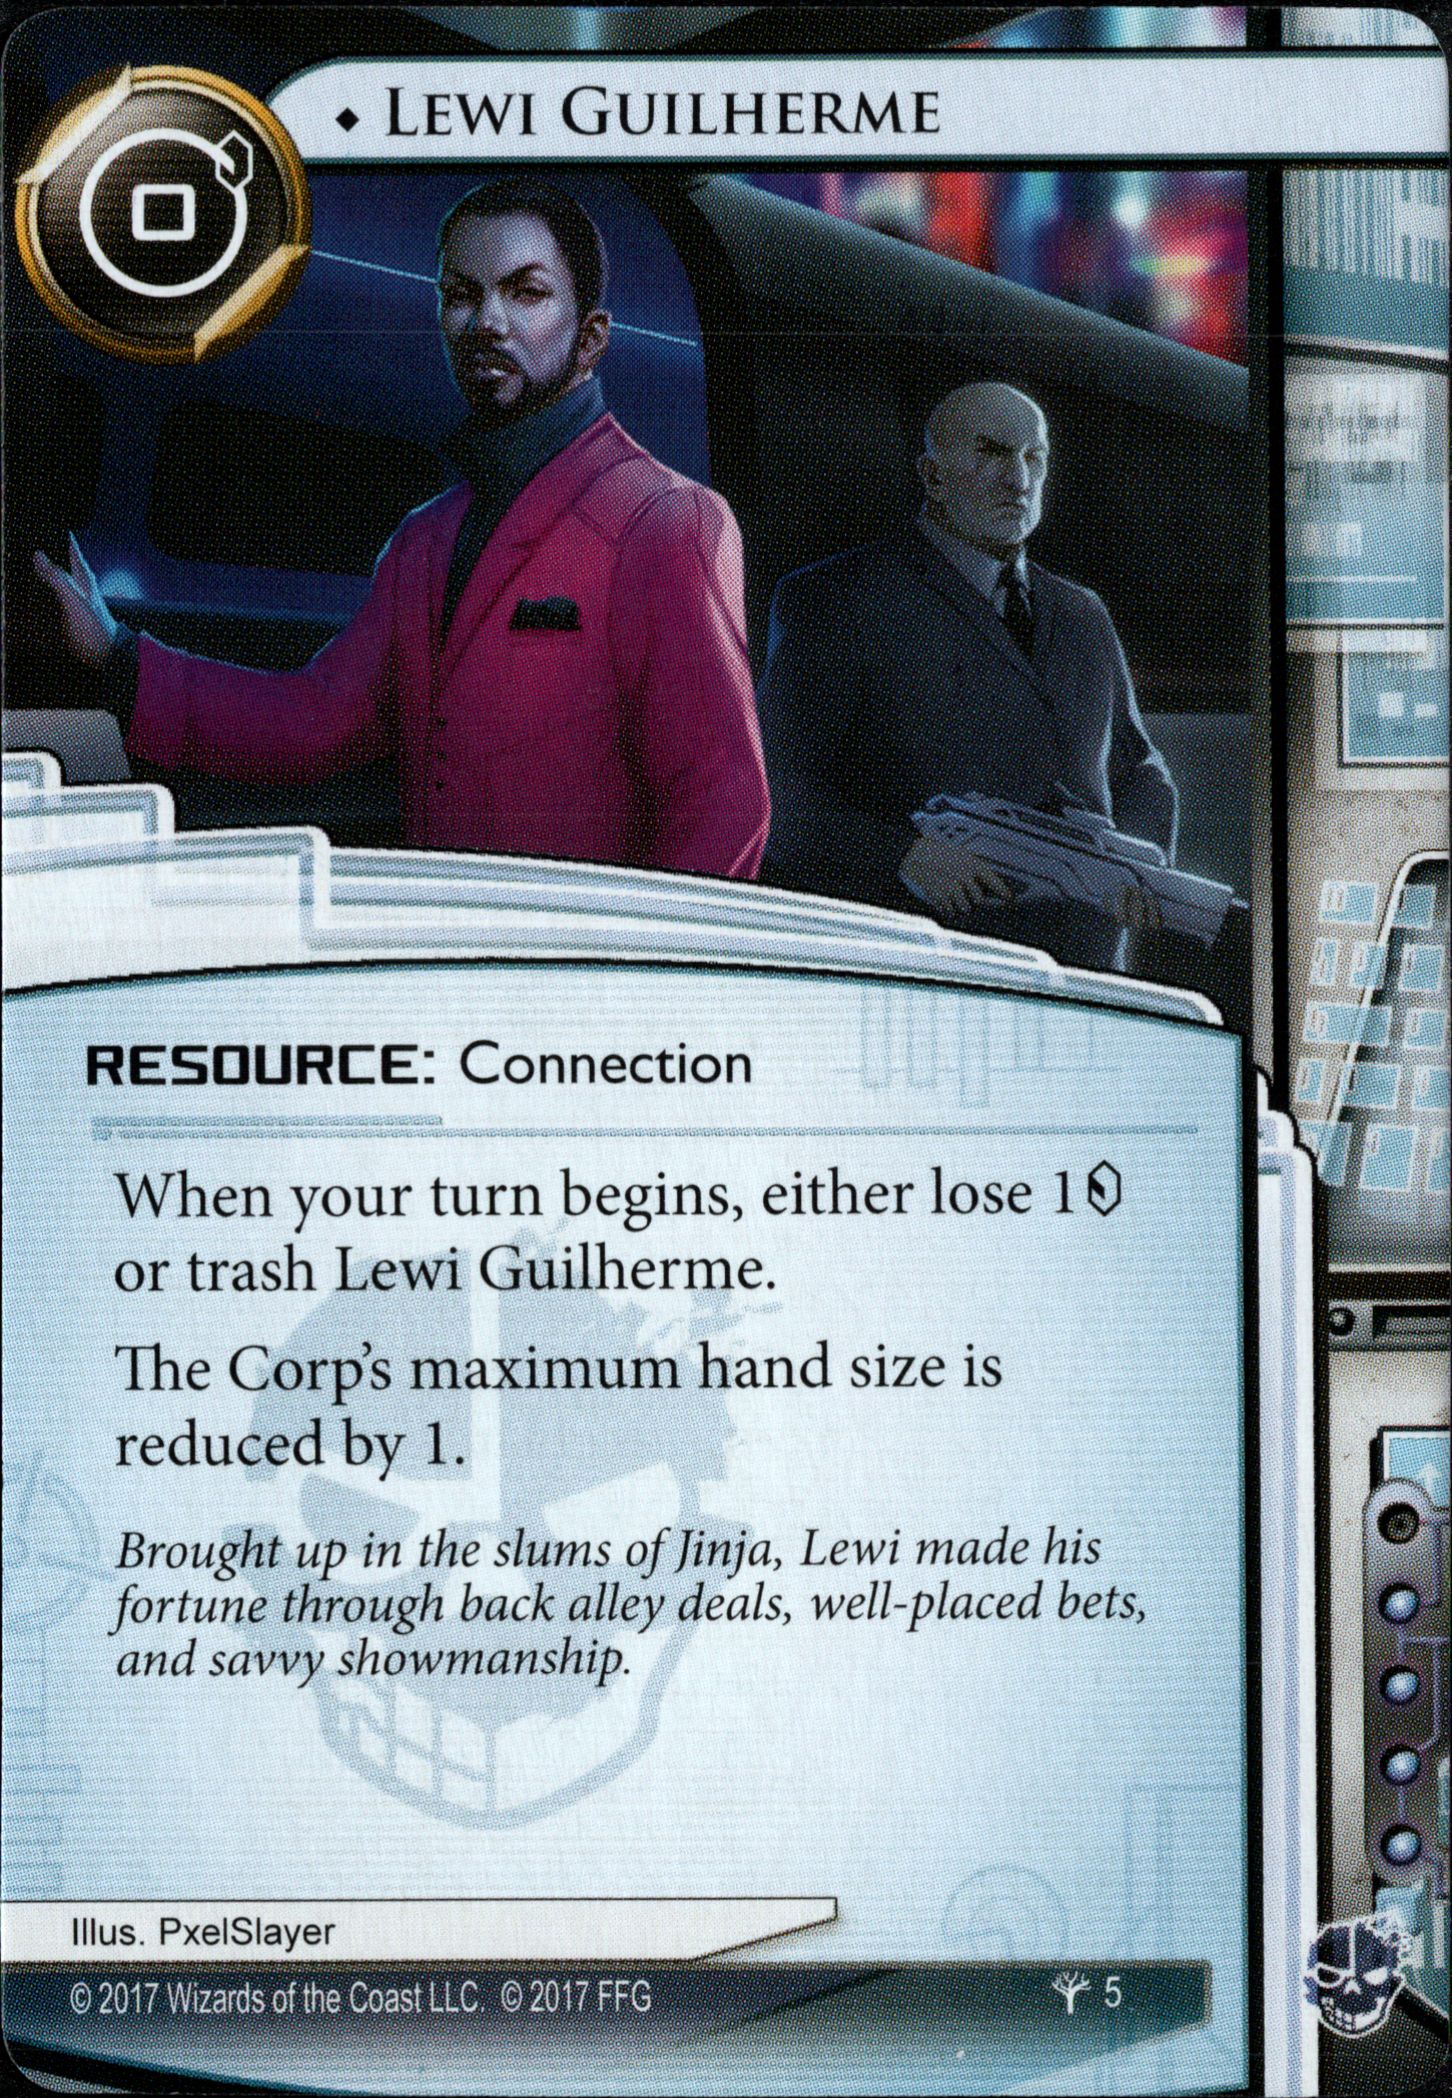 ◆ Lewi Guilherme
0
RESOURCE: Connection
When your turn begins, either lose 1
or trash Lewi Guilherme.
The Corp's maximum hand size is
reduced by 1.
Brought up in the slums of Jinja, Lewi made his
fortune through back alley deals, well-placed bets,
and savvy showmanship.
Illus. PxelSlayer
© 2017 Wizards of the Coast LLC. © 2017 FFG
5